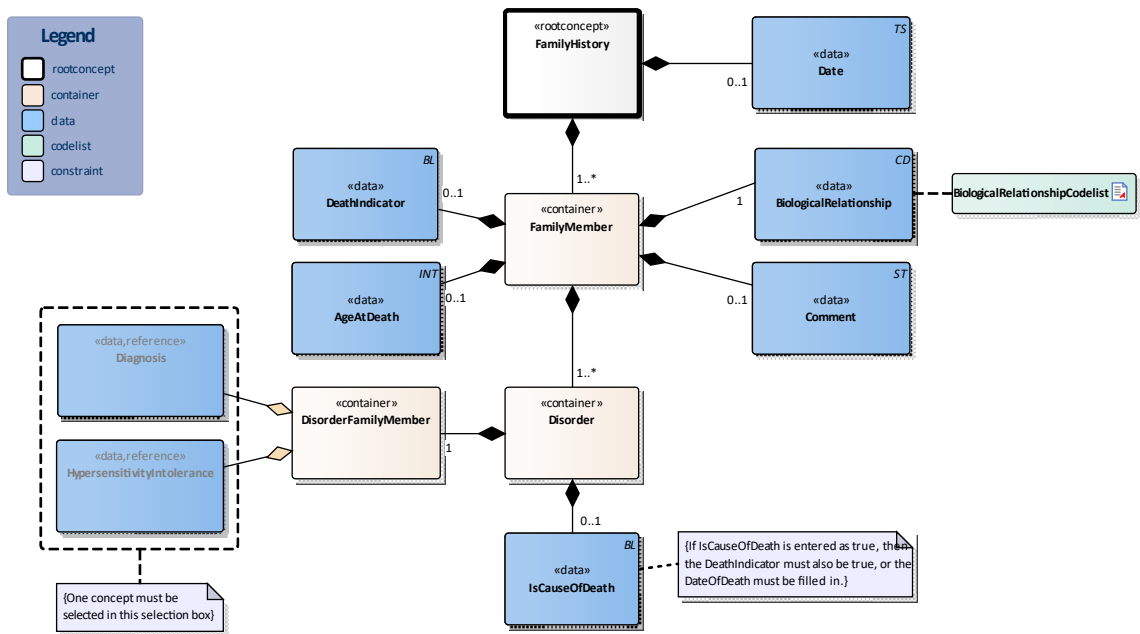 Legend
rootconcept
container
data
codelist
constraint
«rootconcept»
FamilyHistory
TS
«data»
Date
0..1
1..*
BL
«data»
DeathIndicator
0..1
«container»
FamilyMember
CD
«data»
BiologicalRelationship
1
BiologicalRelationshipCodelist
INT
«data»
AgeAtDeath
0..1
ST
«data»
Comment
0..1
«data,reference»
Diagnosis
1..*
«container»
DisorderFamilyMember
1
«container»
Disorder
«data,reference»
HypersensitivityIntolerance
0..1
BL
«data»
IsCauseOfDeath
{If IsCauseOfDeath is entered as true, then
the DeathIndicator must also be true, or the
DateOfDeath must be filled in.}
{One concept must be
selected in this selection box}